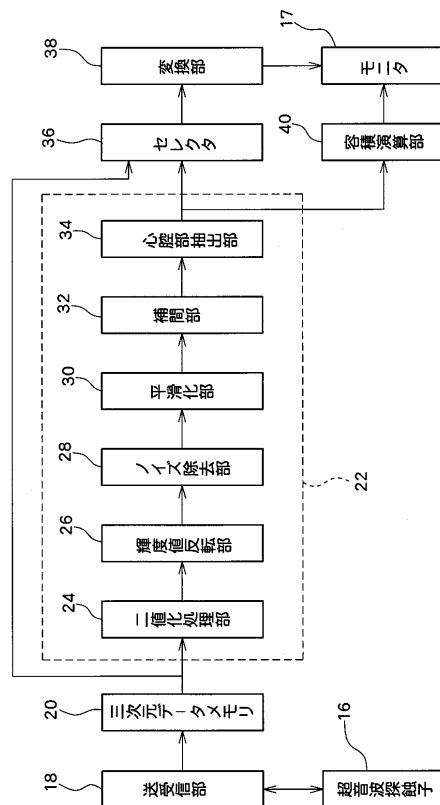 16
超音波探触子
18
送受信部
20
三次元データメモリ
22
24
二値化処理部
26
輝度値反転部
28
ノイズ除去部
30
平滑化部
32
補間部
34
心腔部抽出部
36
セレクタ
38
変換部
40
容積演算部
17
モニタ